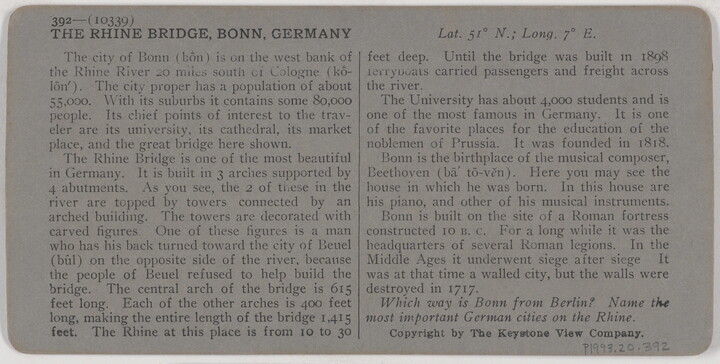 392—(10339)
THE RHINE BRIDGE, BONN, GERMANY
Lat. 51° N.; Long. 7° E.
The city of Bonn (bŏn) is on the west bank of
the Rhine River 20 miles south of Cologne (kō-
lōn′). The city proper has a population of about
55,000. With its suburbs it contains some 80,000
people. Its chief points of interest to the trav-
eler are its university, its cathedral, its market
place, and the great bridge here shown.
The Rhine Bridge is one of the most beautiful
in Germany. It is built in 3 arches supported by
4 abutments. As you see, the 2 of these in the
river are topped by towers connected by an
arched building. The towers are decorated with
carved figures. One of these figures is a man
who has his back turned toward the city of Beuel
(bûl) on the opposite side of the river, because
the people of Beuel refused to help build the
bridge. The central arch of the bridge is 615
feet long. Each of the other arches is 400 feet
long, making the entire length of the bridge 1,415
feet. The Rhine at this place is from 10 to 30
feet deep. Until the bridge was built in 1898
ferryboats carried passengers and freight across
the river.
The University has about 4,000 students and is
one of the most famous in Germany. It is one
of the favorite places for the education of the
noblemen of Prussia. It was founded in 1818.
Bonn is the birthplace of the musical composer,
Beethoven (bā′ tō-vĕn). Here you may see the
house in which he was born. In this house are
his piano, and other of his musical instruments.
Bonn is built on the site of a Roman fortress
constructed 10 B. C. For a long while it was the
headquarters of several Roman legions. In the
Middle Ages it underwent siege after siege. It
was at that time a walled city, but the walls were
destroyed in 1717.
Which way is Bonn from Berlin? Name the
most important German cities on the Rhine.
Copyright by The Keystone View Company.
P1998.20.392